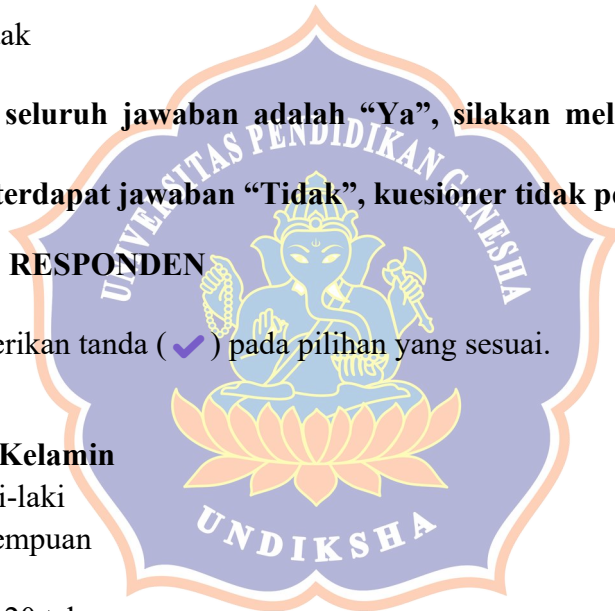 ak
seluruh jawaban adalah “Ya”, silakan mel
terdapat jawaban “Tidak”, kuesioner tidak pe
RESPONDEN
erikan tanda ( ✔ ) pada pilihan yang sesuai.
Kelamin
i-laki
empuan
UNIVERSITAS PENDIDIKAN GANESHA
UNDIKSHA